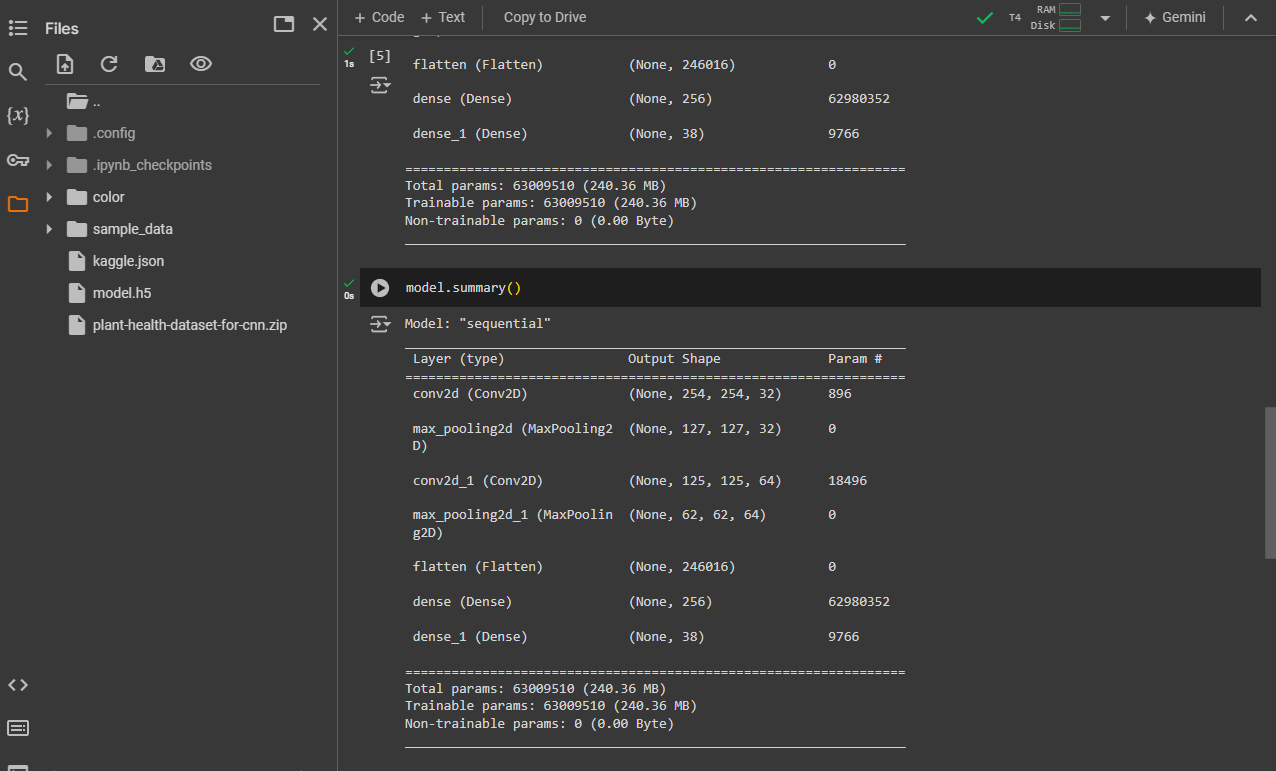 Files
..
.config
.ipynb_checkpoints
color
sample_data
kaggle.json
model.h5
plant-health-dataset-for-cnn.zip
{x}
<>
+ Code + Text Copy to Drive
T4 RAM Disk Gemini
1s [5]
flatten (Flatten) (None, 246016) 0
dense (Dense) (None, 256) 62980352
dense_1 (Dense) (None, 38) 9766
=================================================================
Total params: 63009510 (240.36 MB)
Trainable params: 63009510 (240.36 MB)
Non-trainable params: 0 (0.00 Byte)
_________________________________________________________________
0s model.summary()
Model: "sequential"
_________________________________________________________________
Layer (type) Output Shape Param #
=================================================================
conv2d (Conv2D) (None, 254, 254, 32) 896
max_pooling2d (MaxPooling2 (None, 127, 127, 32) 0
D)
conv2d_1 (Conv2D) (None, 125, 125, 64) 18496
max_pooling2d_1 (MaxPoolin (None, 62, 62, 64) 0
g2D)
flatten (Flatten) (None, 246016) 0
dense (Dense) (None, 256) 62980352
dense_1 (Dense) (None, 38) 9766
=================================================================
Total params: 63009510 (240.36 MB)
Trainable params: 63009510 (240.36 MB)
Non-trainable params: 0 (0.00 Byte)
_________________________________________________________________